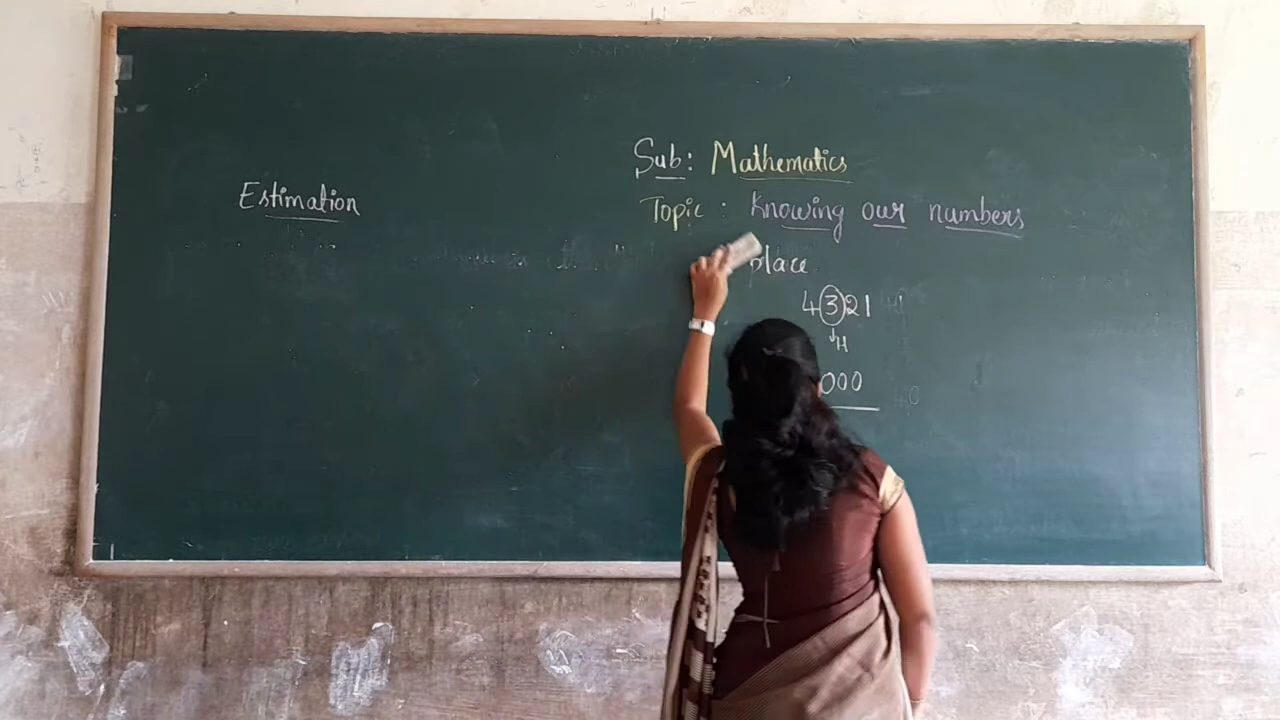 Estimation
Sub: Mathematics
Topic : Knowing our numbers
place
4321
H
000